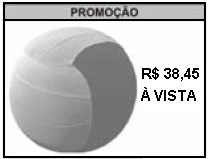 PROMOÇÃO
R$ 38,45
À VISTA